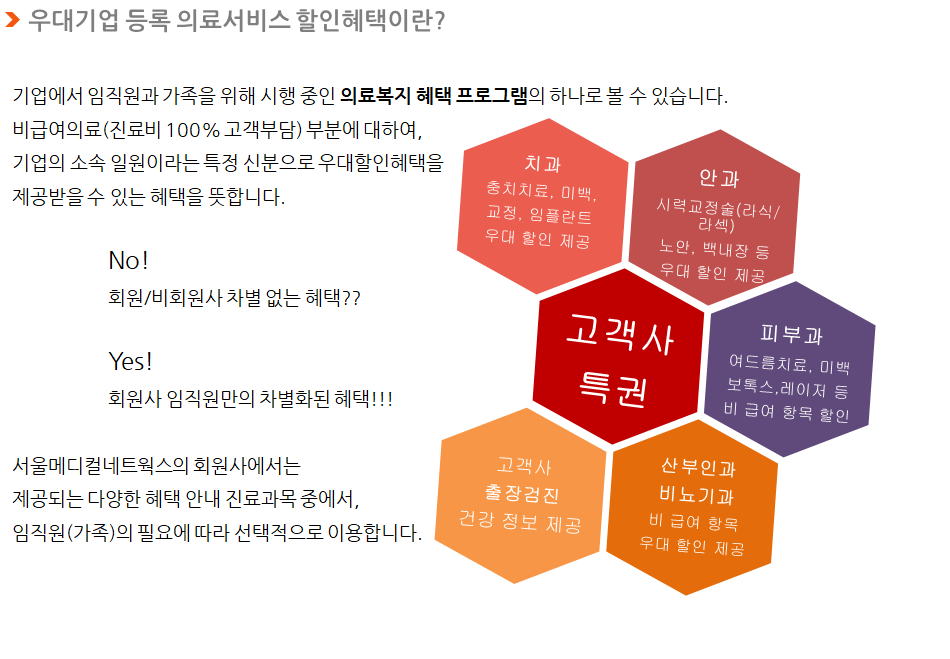 우대기업 등록 의료서비스 할인혜택이란?
기업에서 임직원과 가족을 위해 시행 중인 의료복지 혜택 프로그램의 하나로 볼 수 있습니다.
비급여의료(진료비 100% 고객부담) 부분에 대하여,
기업의 소속 일원이라는 특정 신분으로 우대할인혜택을
제공받을 수 있는 혜택을 뜻합니다.
No!
회원/비회원사 차별 없는 혜택??
Yes!
회원사 임직원만의 차별화된 혜택!!!
서울메디컬네트웍스의 회원사에서는
제공되는 다양한 혜택 안내 진료과목 중에서,
임직원(가족)의 필요에 따라 선택적으로 이용합니다.
치과
충치치료, 미백,
교정, 임플란트
우대 할인 제공
안과
시력교정술(라식/
라섹)
노안, 백내장 등
우대 할인 제공
고객사
특권
피부과
여드름치료, 미백
보톡스,레이저 등
비 급여 항목 할인
고객사
출장검진
건강 정보 제공
산부인과
비뇨기과
비 급여 항목
우대 할인 제공